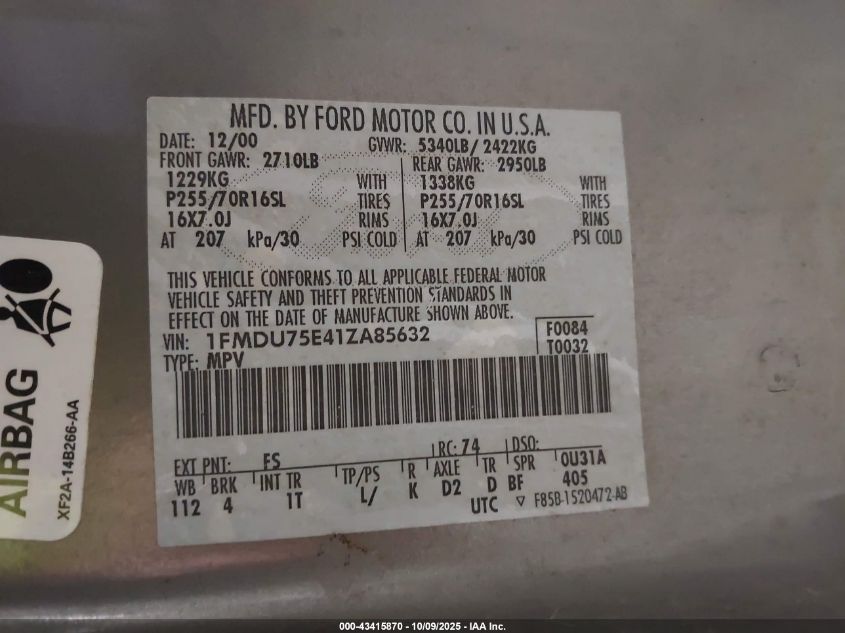 MFD. BY FORD MOTOR CO. IN U.S.A.
DATE: 12/00 GVWR: 5340LB/ 2422KG
FRONT GAWR: 2710LB REAR GAWR: 2950LB
1229KG WITH 1338KG WITH
P255/70R16SL TIRES P255/70R16SL TIRES
16X7.0J RIMS 16X7.0J RIMS
AT 207 kPa/30 PSI COLD AT 207 kPa/30 PSI COLD
THIS VEHICLE CONFORMS TO ALL APPLICABLE FEDERAL MOTOR
VEHICLE SAFETY AND THEFT PREVENTION STANDARDS IN
EFFECT ON THE DATE OF MANUFACTURE SHOWN ABOVE.
VIN: 1FMDU75E41ZA85632 F0084
TYPE: MPV T0032
EXT PNT: FS RC: 74 DSO:
WB BRK INT TR TP/PS R AXLE TR SPR 0U31A
112 4 1T L/ K D2 D BF 405
UTC ▽ F85B-1520472-AB
AIRBAG
XF2A-14B266-AA
000-43415870 - 10/09/2025 - IAA Inc.